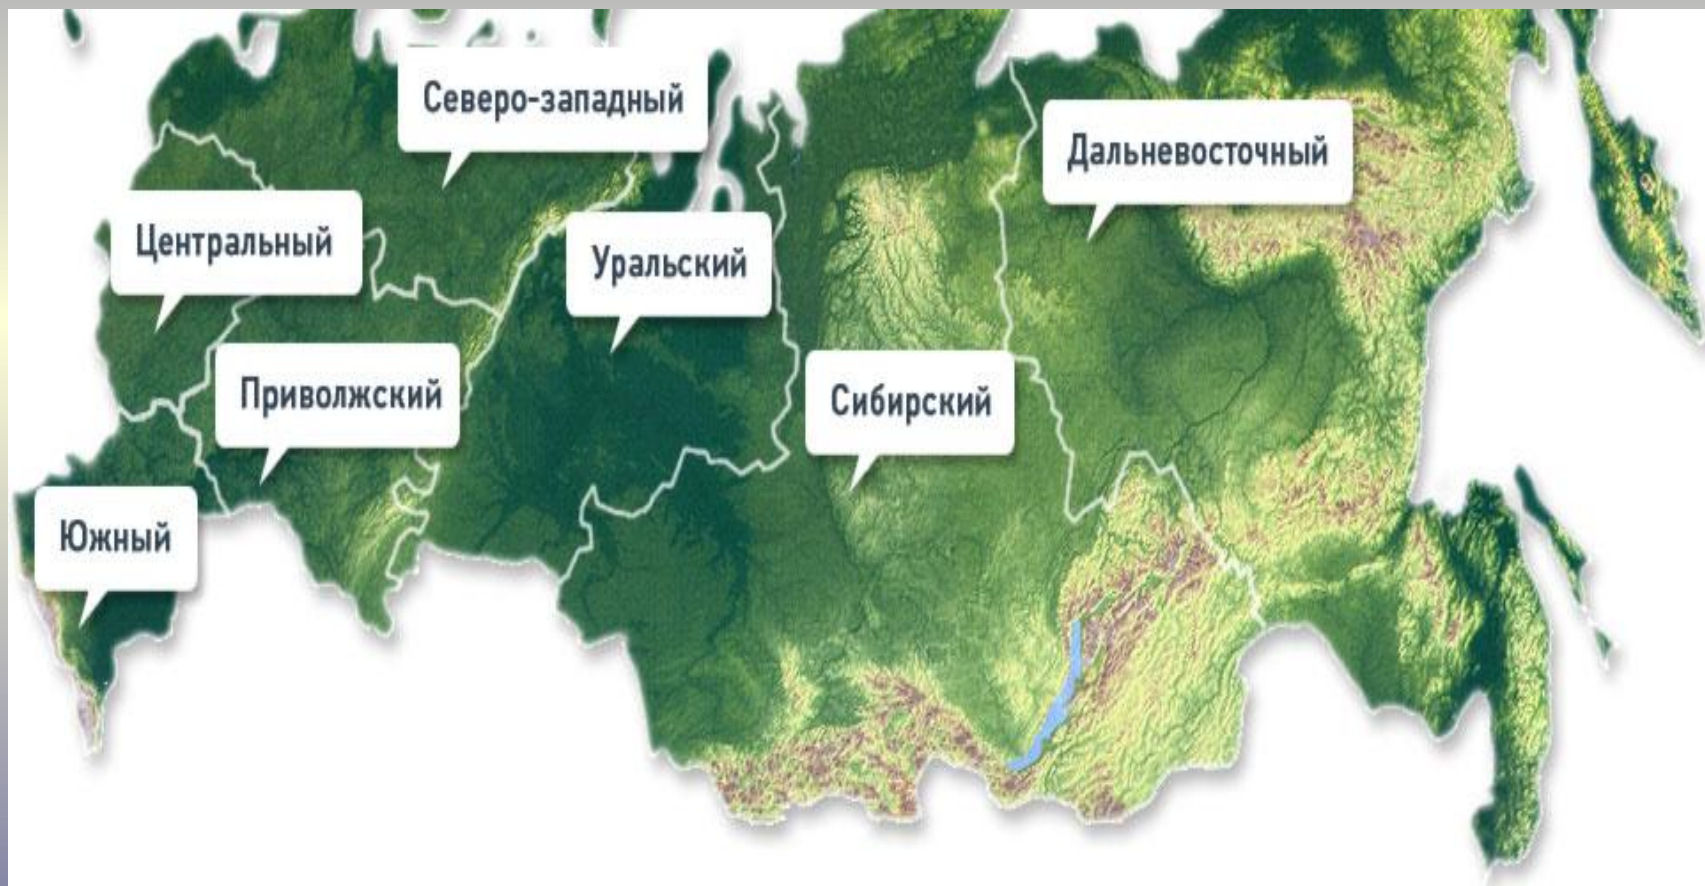 Северо-западный
Дальневосточный
Центральный
Уральский
Приволжский
Сибирский
Южный